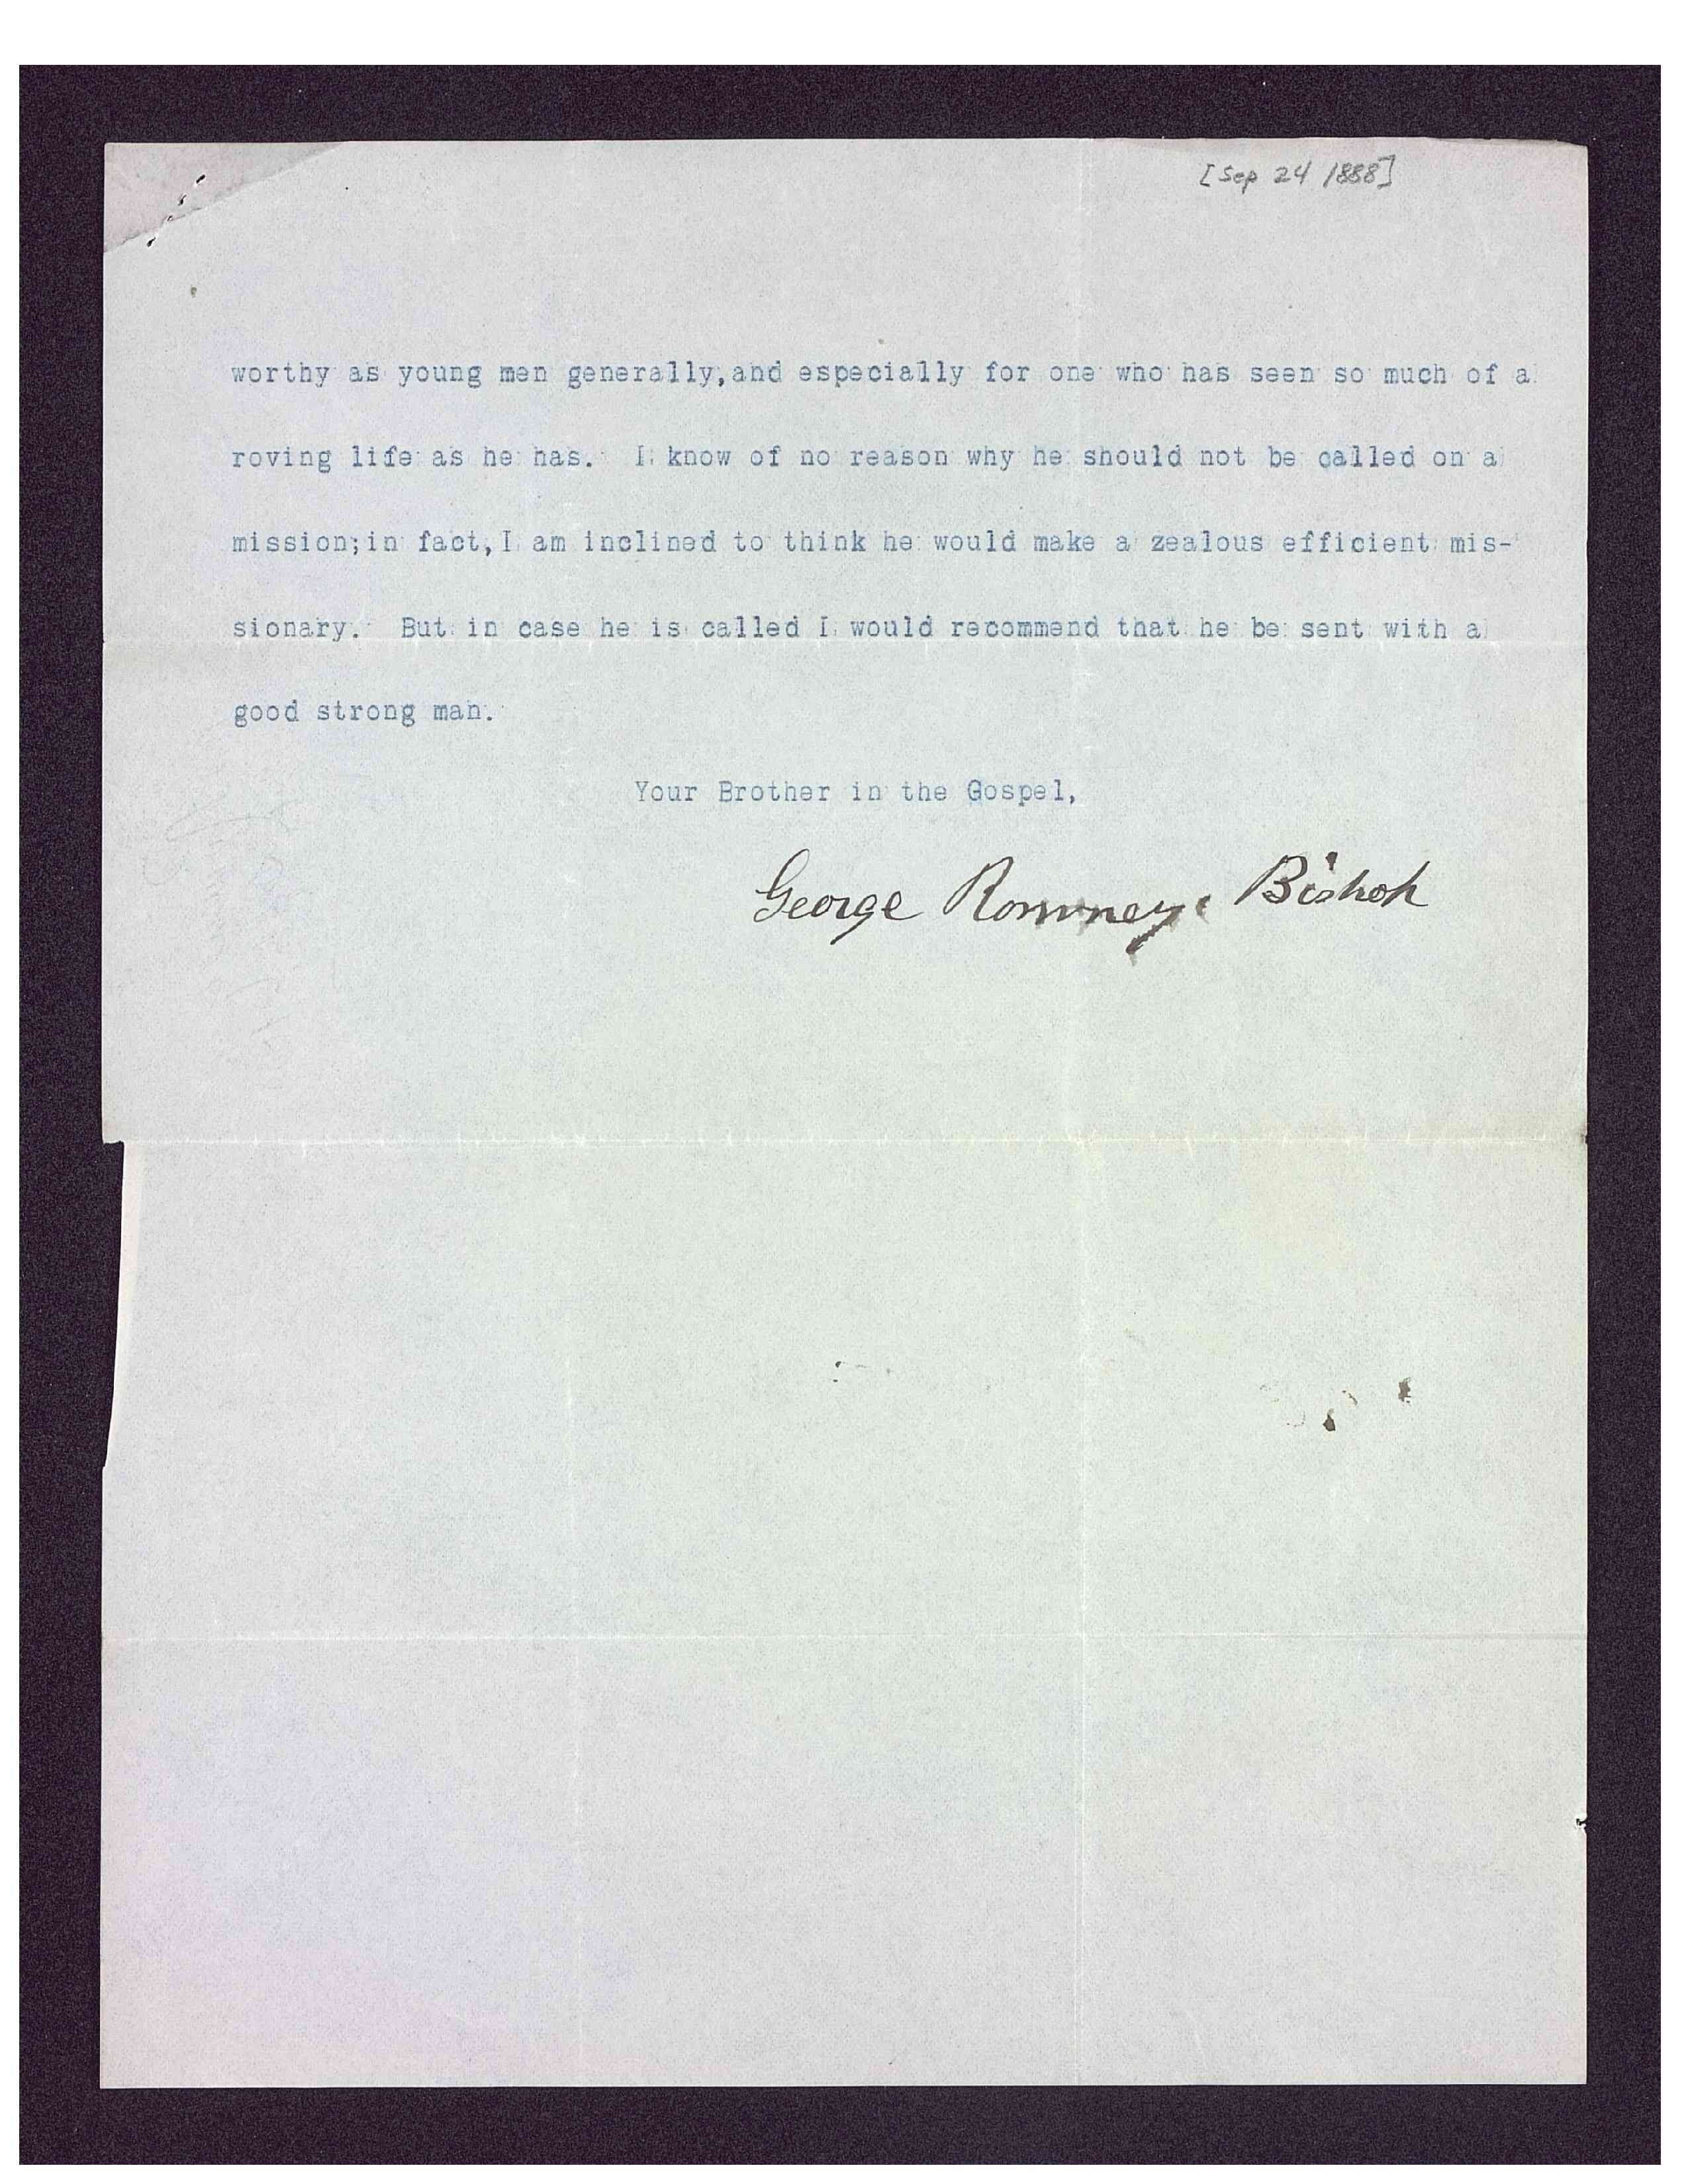 [Sep 24 1888]
worthy as young men generally,and especially for one who has seen so much of a
roving life as he has. I know of no reason why he should not be called on a
mission;in fact,I am inclined to think he would make a zealous efficient mis-
sionary. But in case he is called I would recommend that he be sent with a
good strong man.
Your Brother in the Gospel,
George Romney. Bishop